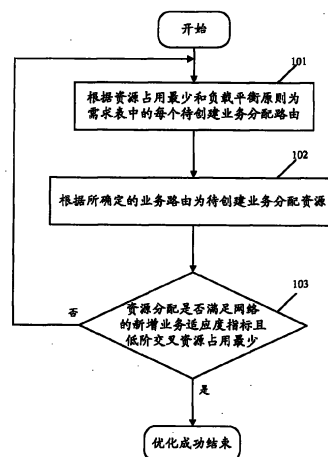 开始
101
根据资源占用最少和负载平衡原则为
需求表中的每个待创建业务分配路由
102
根据所确定的业务路由为待创建业务分配资源
103
资源分配是否满足网络
的新增业务适应度指标且
低阶交叉资源占用最少
否
是
优化成功结束